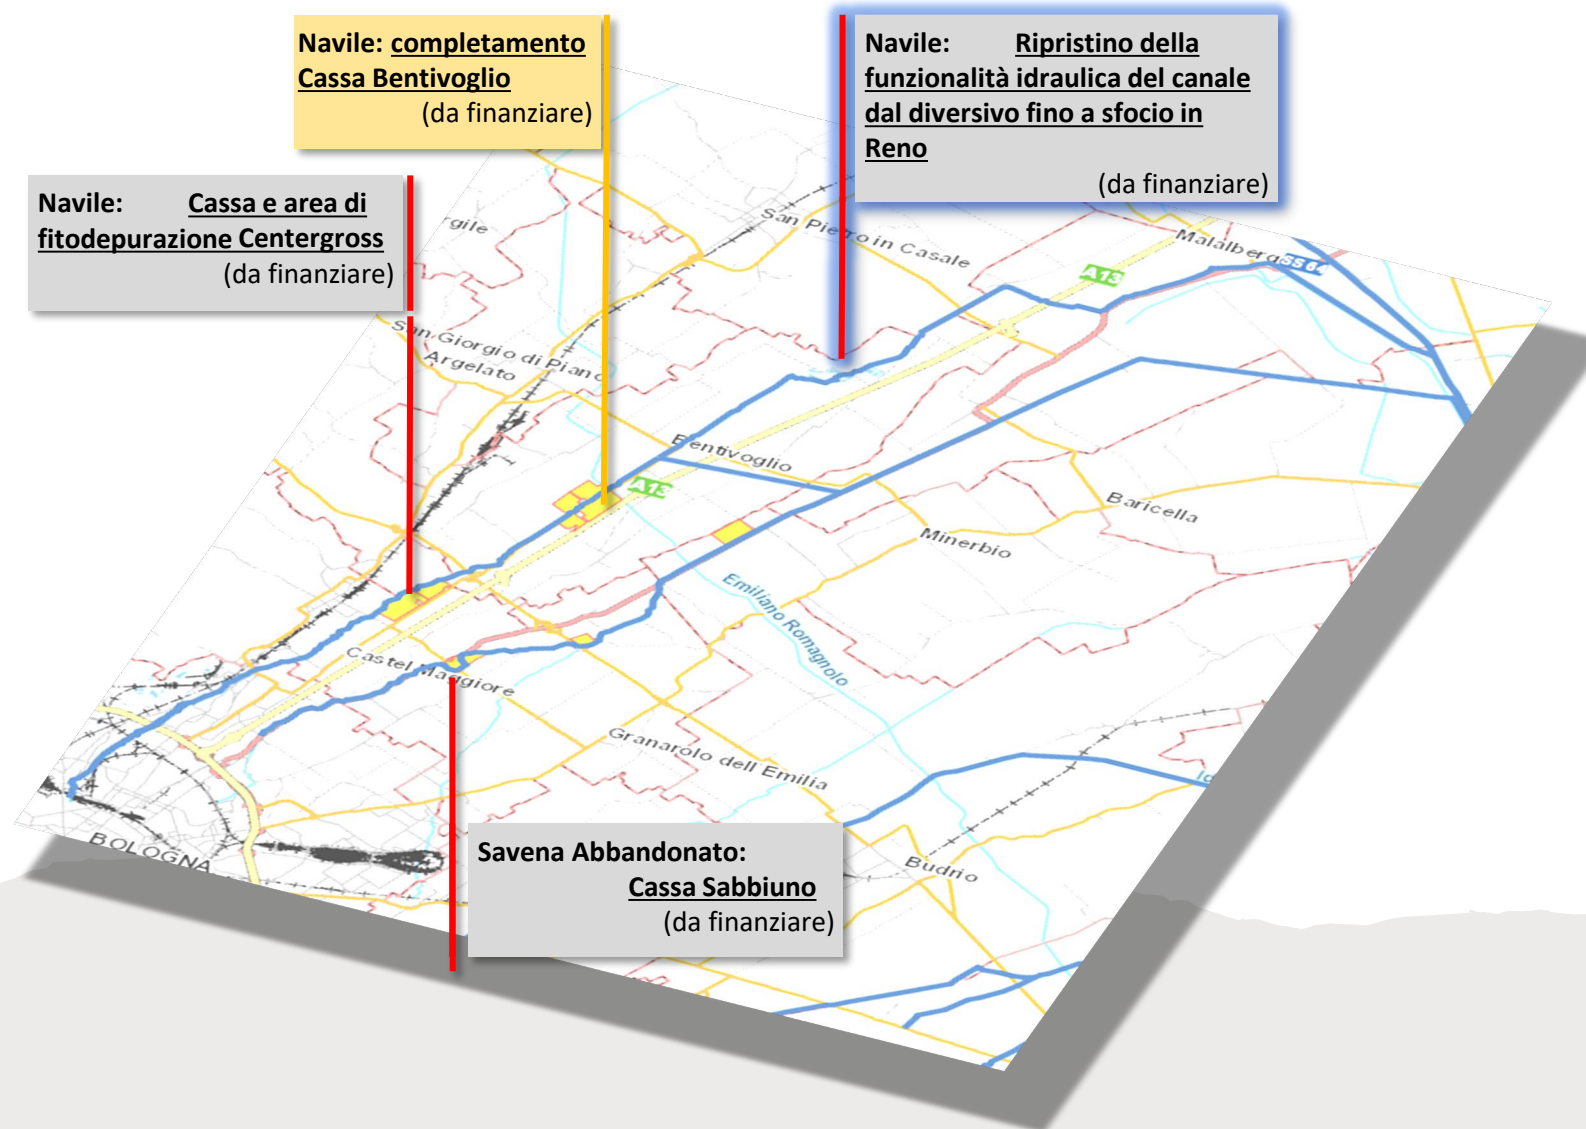 Navile: completamento
Cassa Bentivoglio
(da finanziare)
Navile: Ripristino della
funzionalità idraulica del canale
dal diversivo fino a sfocio in
Reno
(da finanziare)
Navile: Cassa e area di
fitodepurazione Centergross
(da finanziare)
gile
San Pietro in Casale
Malalberg
SS 64
A13
San Giorgio di Piano
Argelato
Bentivoglio
A13
Baricella
Minerbio
Emiliano Romagnolo
Castel Maggiore
Granarolo dell Emilia
Id
BOLOGNA
Budrio
Savena Abbandonato:
Cassa Sabbiuno
(da finanziare)